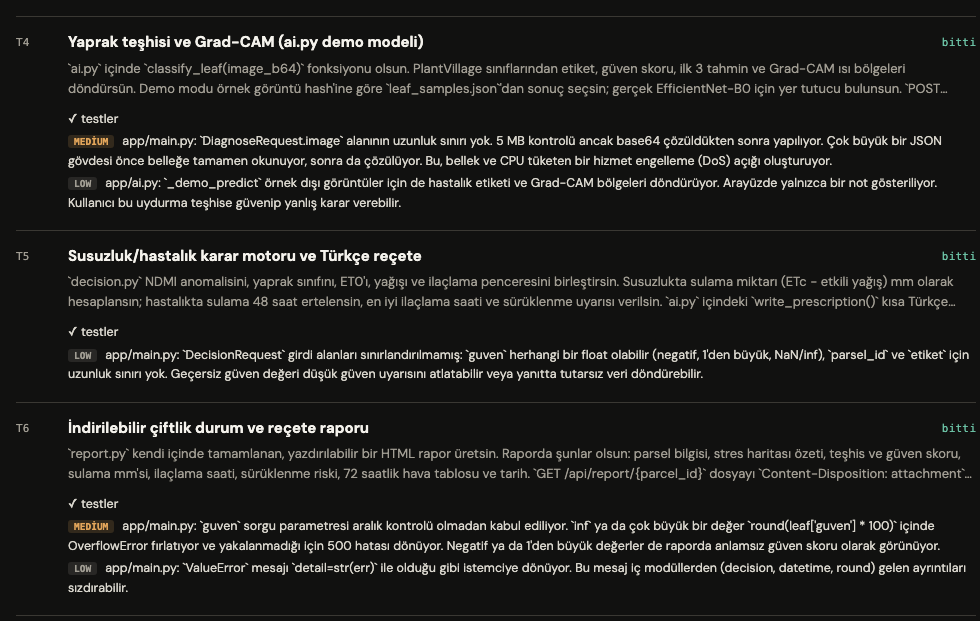 T4 Yaprak teşhisi ve Grad-CAM (ai.py demo modeli) bitti
`ai.py` içinde `classify_leaf(image_b64)` fonksiyonu olsun. PlantVillage sınıflarından etiket, güven skoru, ilk 3 tahmin ve Grad-CAM ısı bölgeleri
döndürsün. Demo modu örnek görüntü hash'ine göre `leaf_samples.json`'dan sonuç seçsin; gerçek EfficientNet-B0 için yer tutucu bulunsun. `POST…
✓ testler
MEDİUM app/main.py: `DiagnoseRequest.image` alanının uzunluk sınırı yok. 5 MB kontrolü ancak base64 çözüldükten sonra yapılıyor. Çok büyük bir JSON
gövdesi önce belleğe tamamen okunuyor, sonra da çözülüyor. Bu, bellek ve CPU tüketen bir hizmet engelleme (DoS) açığı oluşturuyor.
LOW app/ai.py: `_demo_predict` örnek dışı görüntüler için de hastalık etiketi ve Grad-CAM bölgeleri döndürüyor. Arayüzde yalnızca bir not gösteriliyor.
Kullanıcı bu uydurma teşhise güvenip yanlış karar verebilir.
T5 Susuzluk/hastalık karar motoru ve Türkçe reçete bitti
`decision.py` NDMI anomalisini, yaprak sınıfını, ET0'ı, yağışı ve ilaçlama penceresini birleştirsin. Susuzlukta sulama miktarı (ETc - etkili yağış) mm olarak
hesaplansın; hastalıkta sulama 48 saat ertelensin, en iyi ilaçlama saati ve sürüklenme uyarısı verilsin. `ai.py` içindeki `write_prescription()` kısa Türkçe…
✓ testler
LOW app/main.py: `DecisionRequest` girdi alanları sınırlandırılmamış: `guven` herhangi bir float olabilir (negatif, 1'den büyük, NaN/inf), `parsel_id` ve `etiket` için
uzunluk sınırı yok. Geçersiz güven değeri düşük güven uyarısını atlatabilir veya yanıtta tutarsız veri döndürebilir.
T6 İndirilebilir çiftlik durum ve reçete raporu bitti
`report.py` kendi içinde tamamlanan, yazdırılabilir bir HTML rapor üretsin. Raporda şunlar olsun: parsel bilgisi, stres haritası özeti, teşhis ve güven skoru,
sulama mm'si, ilaçlama saati, sürüklenme riski, 72 saatlik hava tablosu ve tarih. `GET /api/report/{parcel_id}` dosyayı `Content-Disposition: attachment`…
✓ testler
MEDİUM app/main.py: `guven` sorgu parametresi aralık kontrolü olmadan kabul ediliyor. `inf` ya da çok büyük bir değer `round(leaf['guven'] * 100)` içinde
OverflowError fırlatıyor ve yakalanmadığı için 500 hatası dönüyor. Negatif ya da 1'den büyük değerler de raporda anlamsız güven skoru olarak görünüyor.
LOW app/main.py: `ValueError` mesajı `detail=str(err)` ile olduğu gibi istemciye dönüyor. Bu mesaj iç modüllerden (decision, datetime, round) gelen ayrıntıları
sızdırabilir.